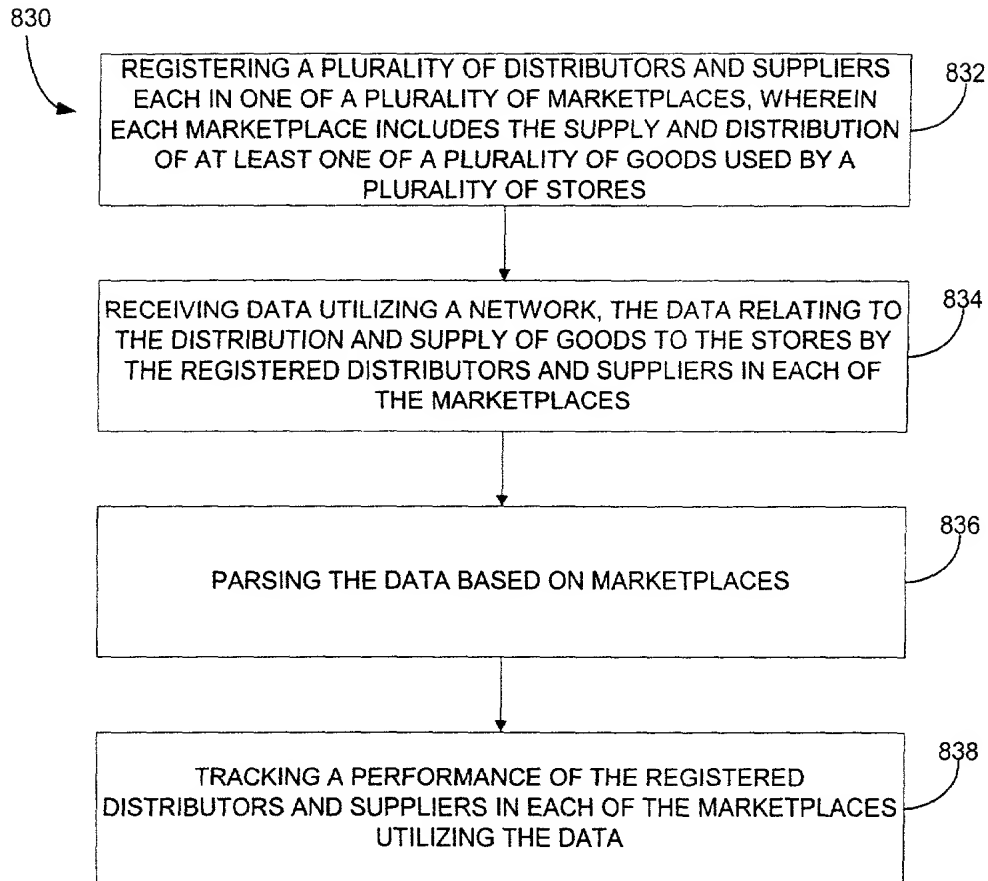 830
REGISTERING A PLURALITY OF DISTRIBUTORS AND SUPPLIERS
EACH IN ONE OF A PLURALITY OF MARKETPLACES, WHEREIN
EACH MARKETPLACE INCLUDES THE SUPPLY AND DISTRIBUTION
OF AT LEAST ONE OF A PLURALITY OF GOODS USED BY A
PLURALITY OF STORES
832
RECEIVING DATA UTILIZING A NETWORK, THE DATA RELATING TO
THE DISTRIBUTION AND SUPPLY OF GOODS TO THE STORES BY
THE REGISTERED DISTRIBUTORS AND SUPPLIERS IN EACH OF
THE MARKETPLACES
834
PARSING THE DATA BASED ON MARKETPLACES
836
TRACKING A PERFORMANCE OF THE REGISTERED
DISTRIBUTORS AND SUPPLIERS IN EACH OF THE MARKETPLACES
UTILIZING THE DATA
838